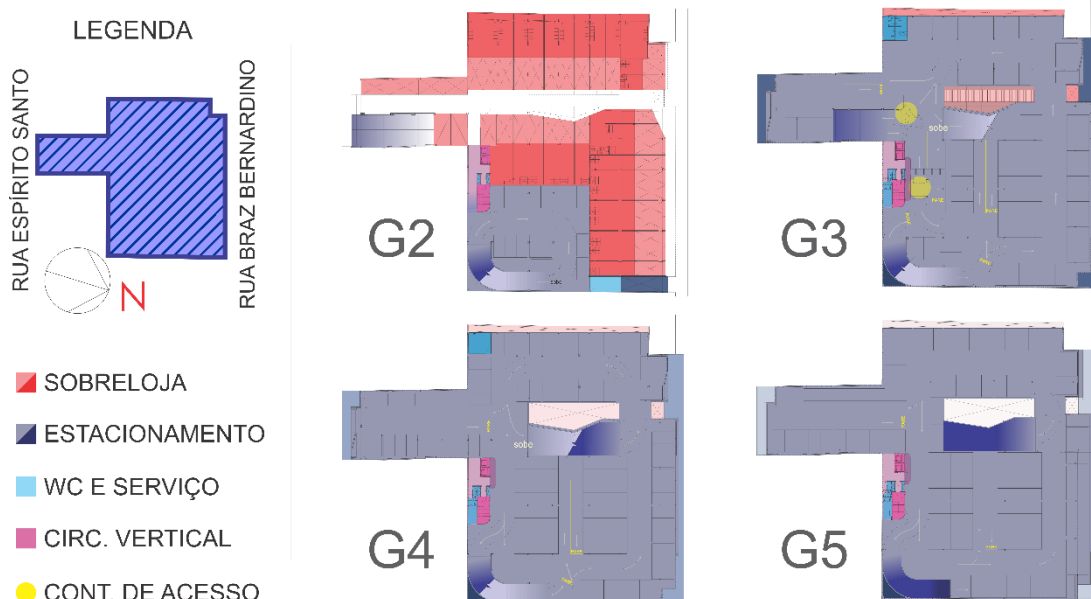 LEGENDA
RUA ESPÍRITO SANTO
RUA BRAZ BERNARDINO
N
SOBRELOJA
ESTACIONAMENTO
WC E SERVIÇO
CIRC. VERTICAL
CONT. DE ACESSO
G2
sobe
G3
sobe
G4
sobe
G5